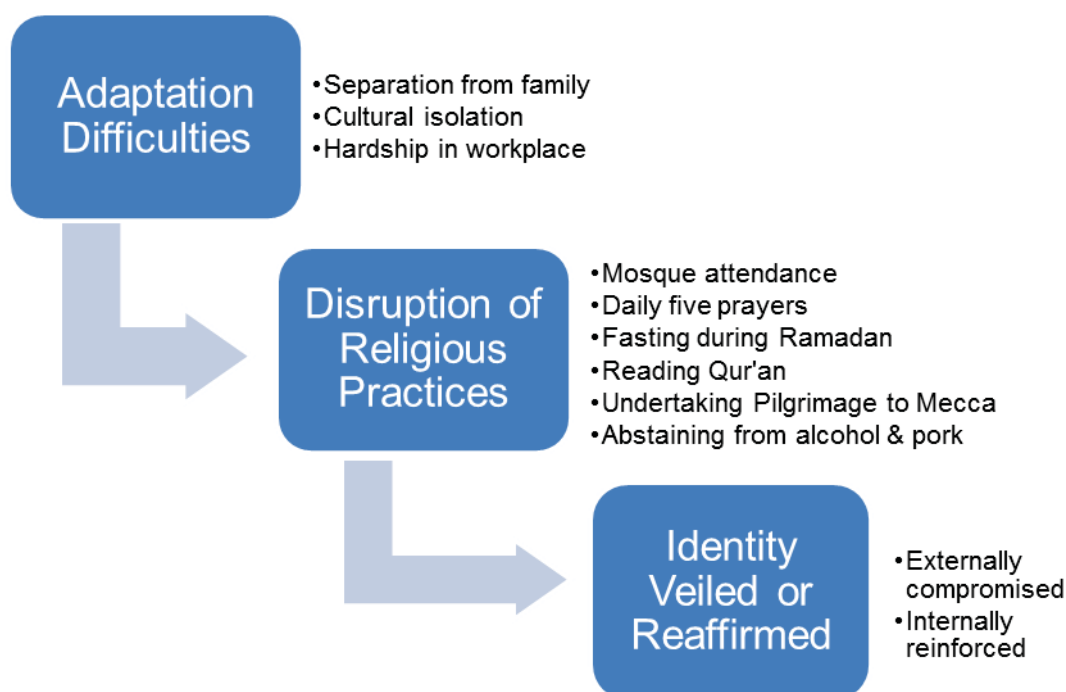 Adaptation
Difficulties
•Separation from family
•Cultural isolation
•Hardship in workplace
Disruption of
Religious
Practices
•Mosque attendance
•Daily five prayers
•Fasting during Ramadan
•Reading Qur'an
•Undertaking Pilgrimage to Mecca
•Abstaining from alcohol & pork
Identity
Veiled or
Reaffirmed
•Externally
compromised
•Internally
reinforced